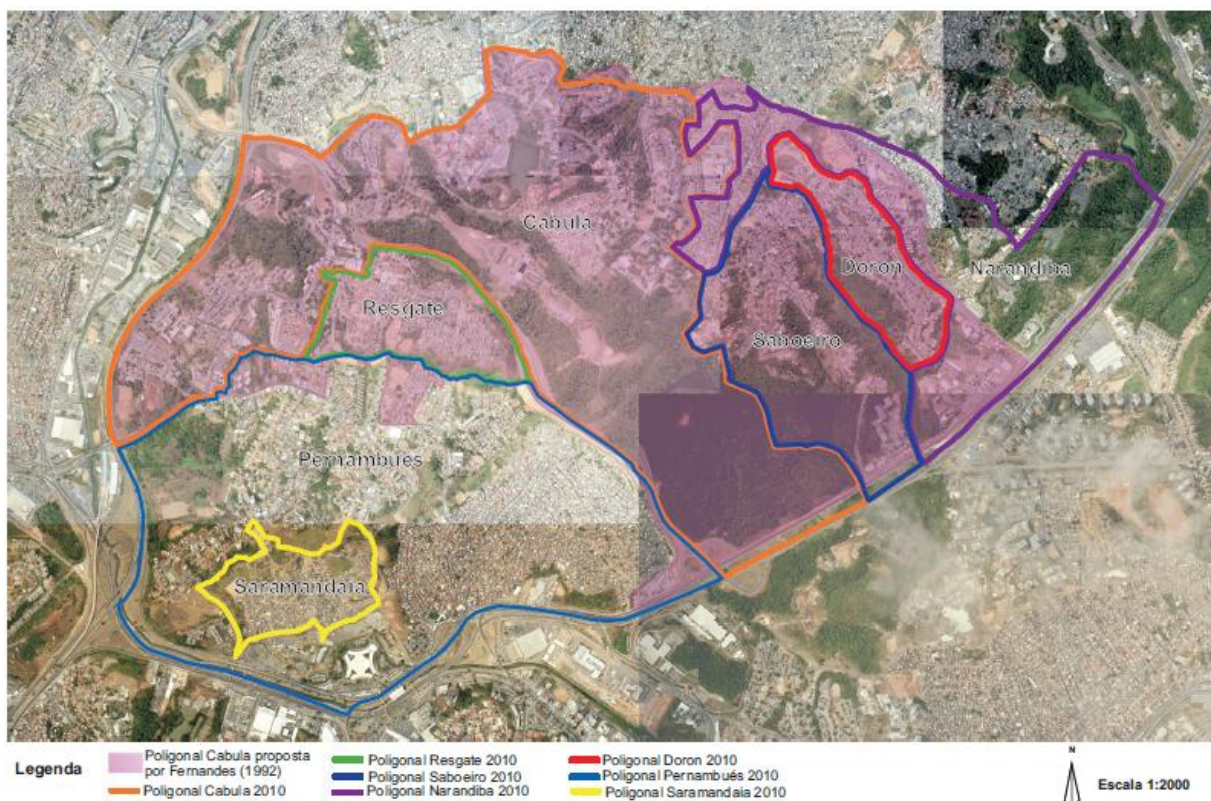 Cabula
Doron
Narandiba
Resgate
Saboeiro
Pernambues
Saramandaia
Legenda
Poligonal Cabula proposta
por Fernandes (1992)
Poligonal Cabula 2010
Poligonal Resgate 2010
Poligonal Saboeiro 2010
Poligonal Narandiba 2010
Poligonal Doron 2010
Poligonal Pernambués 2010
Poligonal Saramandaia 2010
N
Escala 1:2000